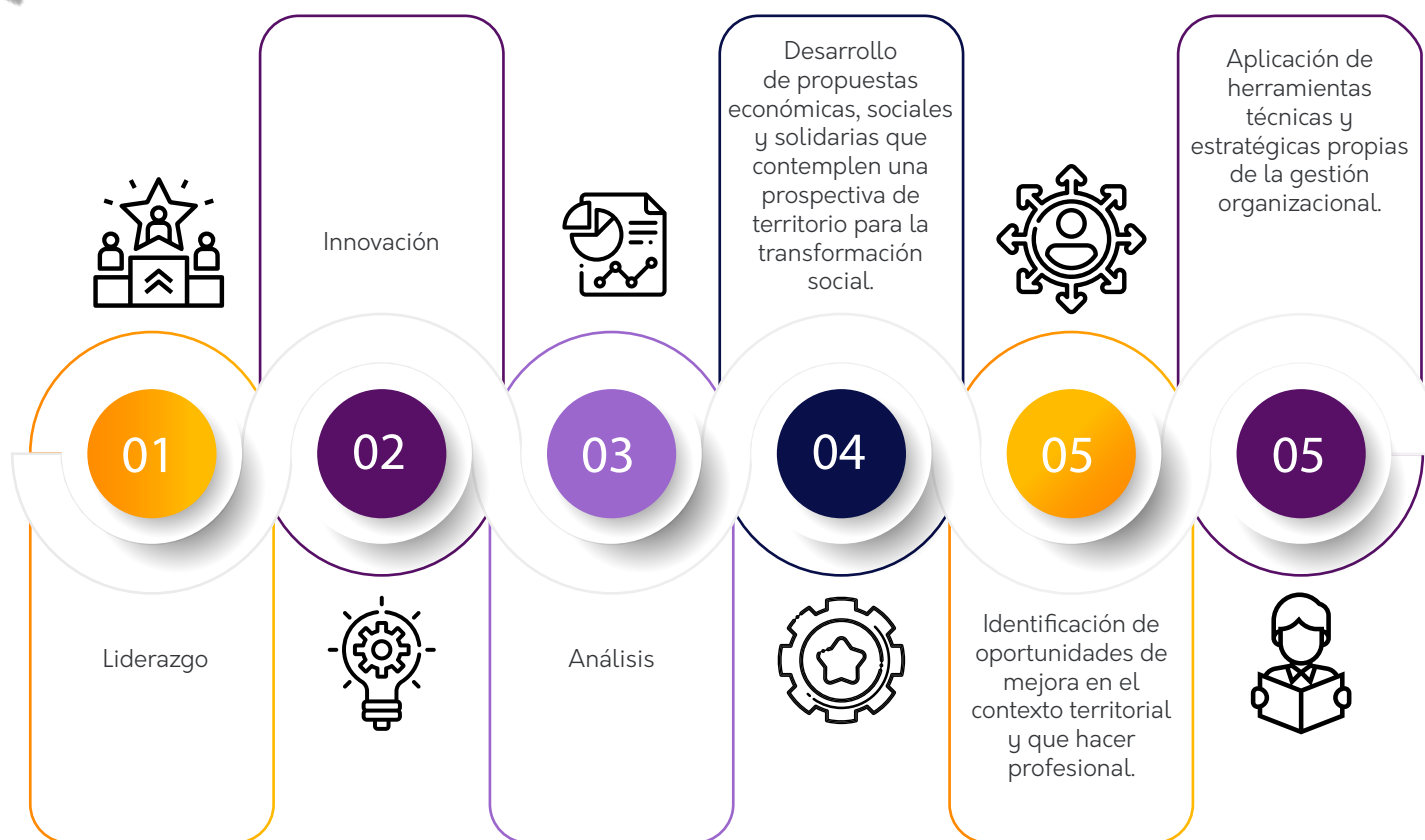 01
Liderazgo
02
Innovación
03
Análisis
04
Desarrollo
de propuestas
económicas, sociales
y solidarias que
contemplen una
prospectiva de
territorio para la
transformación
social.
05
Identificación de
oportunidades de
mejora en el
contexto territorial
y que hacer
profesional.
05
Aplicación de
herramientas
técnicas y
estratégicas propias
de la gestión
organizacional.